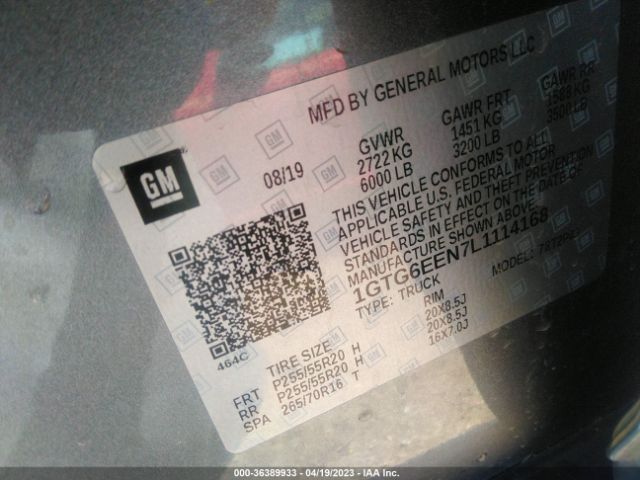 MFD BY GENERAL MOTORS LLC
GM
08/19
GVWR GAWR FRT GAWR RR
2722 KG 1451 KG 1588 KG
6000 LB 3200 LB 3500 LB
THIS VEHICLE CONFORMS TO ALL
APPLICABLE U.S. FEDERAL MOTOR
VEHICLE SAFETY AND THEFT PREVENTION
STANDARDS IN EFFECT ON THE DATE OF
MANUFACTURE SHOWN ABOVE.
1GTG6EEN7L1114168
TYPE: TRUCK MODEL:
464C
TIRE SIZE RIM
FRT P255/55R20 H 20X8.5J
RR P255/55R20 H 20X8.5J
SPA 265/70R16 T 16X7.0J
000-36389933 - 04/19/2023 - IAA Inc.